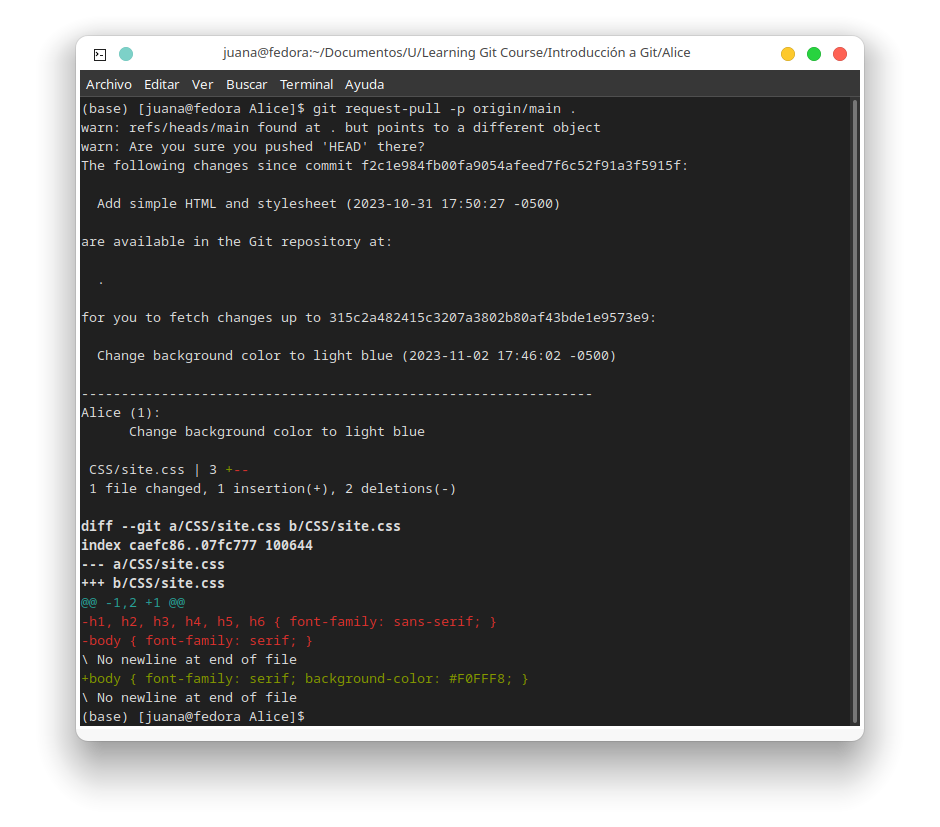 juana@fedora:~/Documentos/U/Learning Git Course/Introducción a Git/Alice
Archivo Editar Ver Buscar Terminal Ayuda
(base) [juana@fedora Alice]$ git request-pull -p origin/main .
warn: refs/heads/main found at . but points to a different object
warn: Are you sure you pushed 'HEAD' there?
The following changes since commit f2c1e984fb00fa9054afeed7f6c52f91a3f5915f:
Add simple HTML and stylesheet (2023-10-31 17:50:27 -0500)
are available in the Git repository at:
.
for you to fetch changes up to 315c2a482415c3207a3802b80af43bde1e9573e9:
Change background color to light blue (2023-11-02 17:46:02 -0500)
----------------------------------------------------------------
Alice (1):
Change background color to light blue
CSS/site.css | 3 +--
1 file changed, 1 insertion(+), 2 deletions(-)
diff --git a/CSS/site.css b/CSS/site.css
index caefc86..07fc777 100644
--- a/CSS/site.css
+++ b/CSS/site.css
@@ -1,2 +1 @@
-h1, h2, h3, h4, h5, h6 { font-family: sans-serif; }
-body { font-family: serif; }
\ No newline at end of file
+body { font-family: serif; background-color: #F0FFF8; }
\ No newline at end of file
(base) [juana@fedora Alice]$